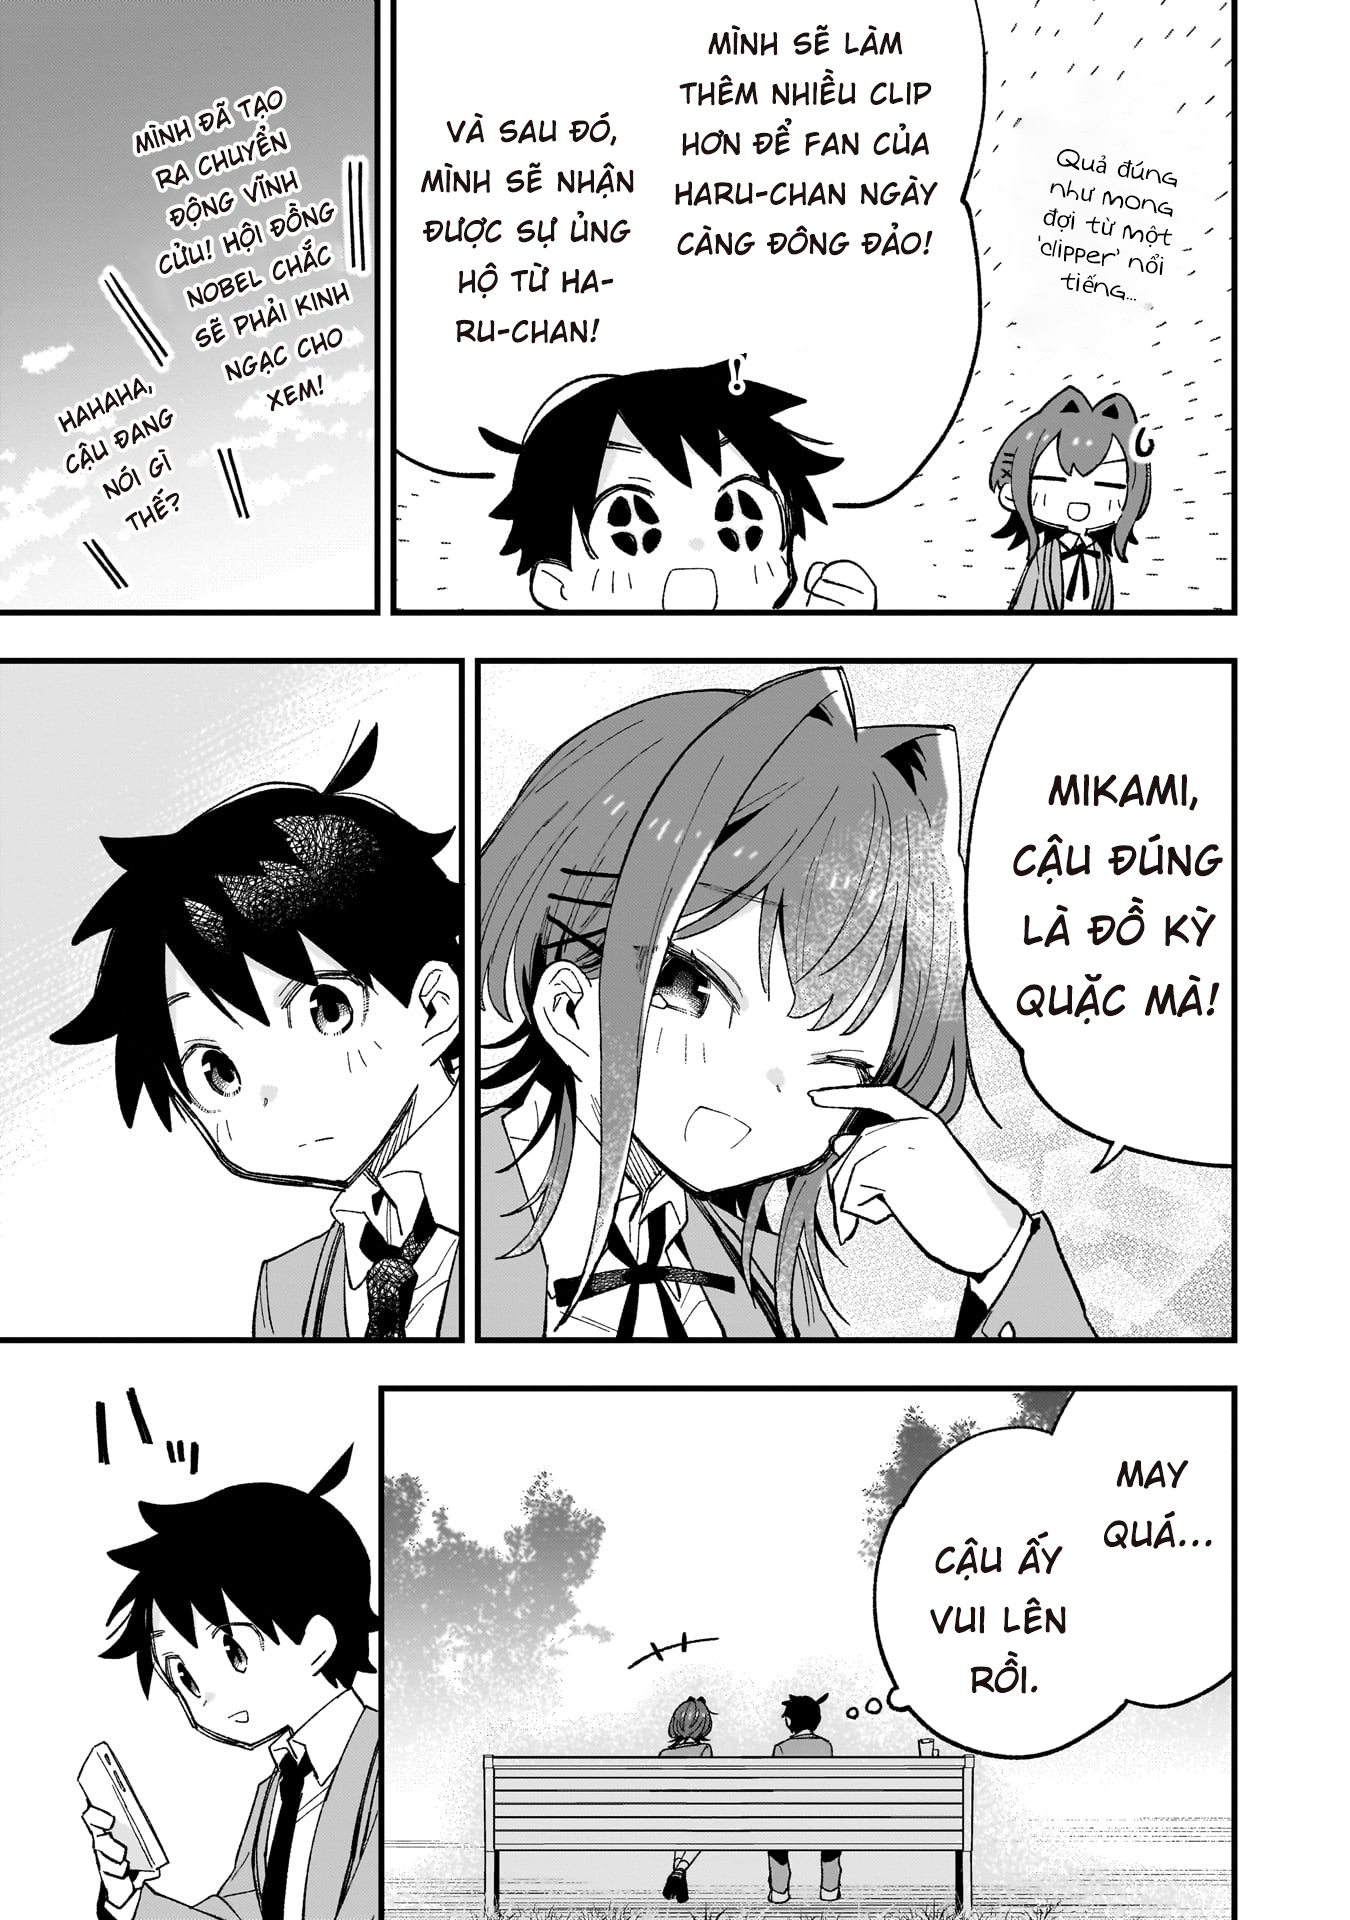 Quả đúng
như mong
đợi từ một
'clipper' nổi
tiếng...
MÌNH SẼ LÀM
THÊM NHIỀU CLIP
HƠN ĐỂ FAN CỦA
HARU-CHAN NGÀY
CÀNG ĐÔNG ĐẢO!
VÀ SAU ĐÓ,
MÌNH SẼ NHẬN
ĐƯỢC SỰ ỦNG
HỘ TỪ HA-
RU-CHAN!
MÌNH ĐÃ TẠO
RA CHUYỂN
ĐỘNG VĨNH
CỬU! HỘI ĐỒNG
NOBEL CHẮC
SẼ PHẢI KINH
NGẠC CHO
XEM!
HAHAHA,
CẬU ĐANG
NÓI GÌ
THẾ?
MIKAMI,
CẬU ĐÚNG
LÀ ĐỒ KỲ
QUẶC MÀ!
MAY
QUÁ...
CẬU ẤY
VUI LÊN
RỒI.